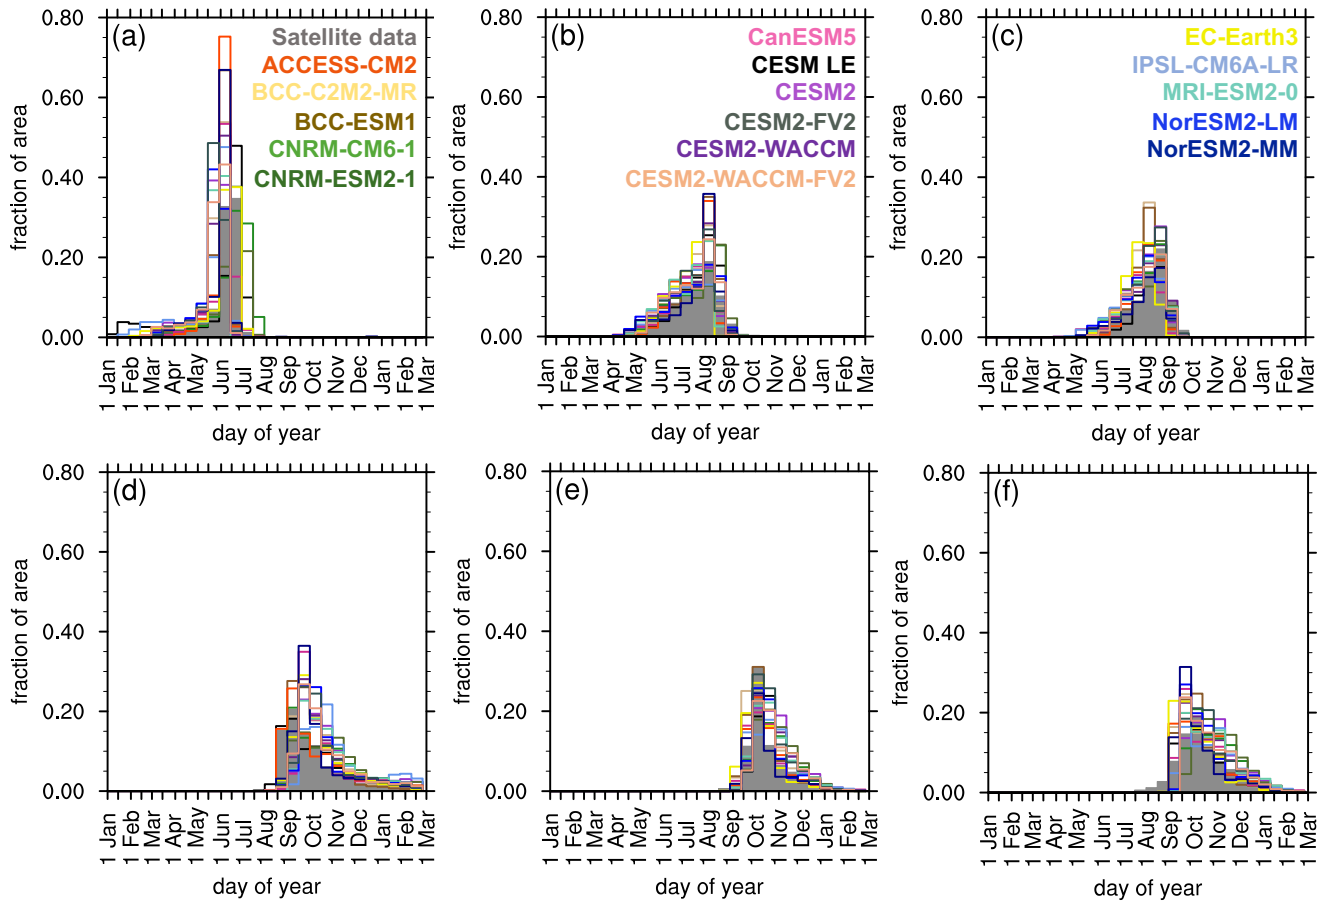 (a)
Satellite data
ACCESS-CM2
BCC-C2M2-MR
BCC-ESM1
CNRM-CM6-1
CNRM-ESM2-1
fraction of area
0.80
0.60
0.40
0.20
0.00
1 Jan
1 Feb
1 Mar
1 Apr
1 May
1 Jun
1 Jul
1 Aug
1 Sep
1 Oct
1 Nov
1 Dec
1 Jan
1 Feb
1 Mar
day of year
(b)
CanESM5
CESM LE
CESM2
CESM2-FV2
CESM2-WACCM
CESM2-WACCM-FV2
fraction of area
0.80
0.60
0.40
0.20
0.00
1 Jan
1 Feb
1 Mar
1 Apr
1 May
1 Jun
1 Jul
1 Aug
1 Sep
1 Oct
1 Nov
1 Dec
1 Jan
1 Feb
1 Mar
day of year
(c)
EC-Earth3
IPSL-CM6A-LR
MRI-ESM2-0
NorESM2-LM
NorESM2-MM
fraction of area
0.80
0.60
0.40
0.20
0.00
1 Jan
1 Feb
1 Mar
1 Apr
1 May
1 Jun
1 Jul
1 Aug
1 Sep
1 Oct
1 Nov
1 Dec
1 Jan
1 Feb
1 Mar
day of year
(d)
fraction of area
0.80
0.60
0.40
0.20
0.00
1 Jan
1 Feb
1 Mar
1 Apr
1 May
1 Jun
1 Jul
1 Aug
1 Sep
1 Oct
1 Nov
1 Dec
1 Jan
1 Feb
1 Mar
day of year
(e)
fraction of area
0.80
0.60
0.40
0.20
0.00
1 Jan
1 Feb
1 Mar
1 Apr
1 May
1 Jun
1 Jul
1 Aug
1 Sep
1 Oct
1 Nov
1 Dec
1 Jan
1 Feb
1 Mar
day of year
(f)
fraction of area
0.80
0.60
0.40
0.20
0.00
1 Jan
1 Feb
1 Mar
1 Apr
1 May
1 Jun
1 Jul
1 Aug
1 Sep
1 Oct
1 Nov
1 Dec
1 Jan
1 Feb
1 Mar
day of year